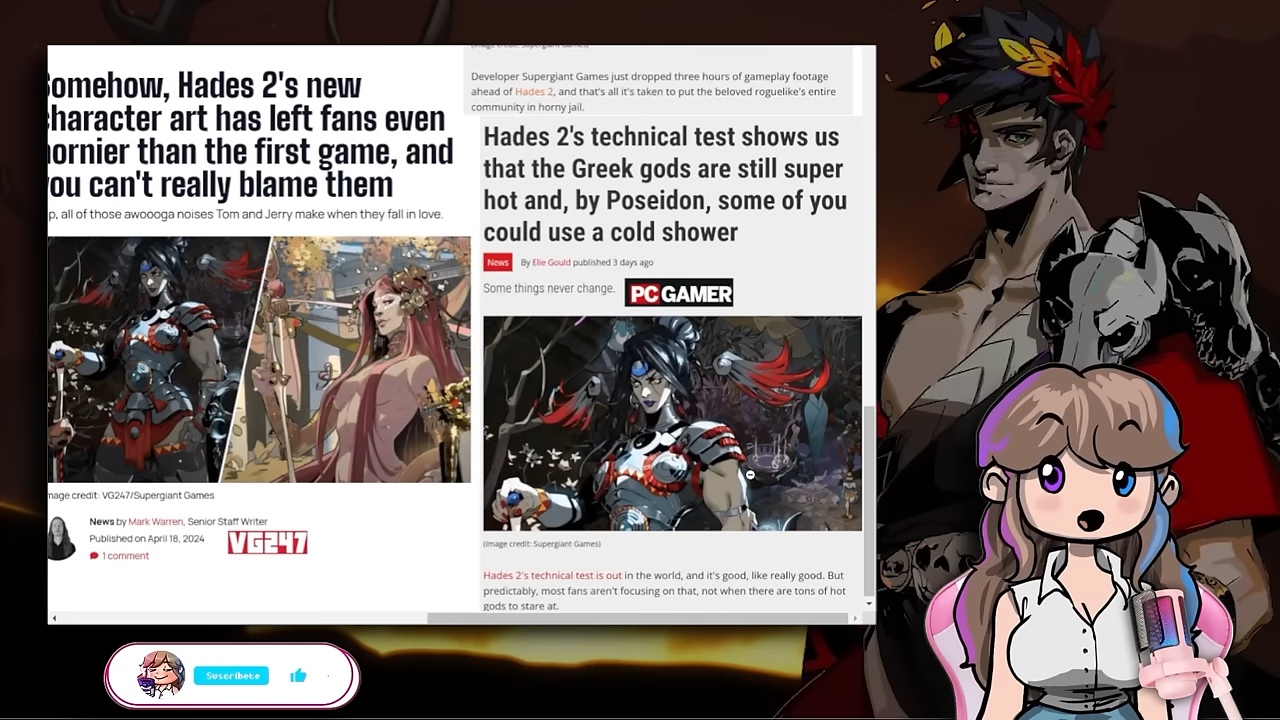 Somehow, Hades 2's new
character art has left fans even
hornier than the first game, and
you can't really blame them
p, all of those awoooga noises Tom and Jerry make when they fall in love.
mage credit: VG247/Supergiant Games
News by Mark Warren, Senior Staff Writer
Published on April 18, 2024
1 comment
VG247
(Image credit: Supergiant Games)
Developer Supergiant Games just dropped three hours of gameplay footage
ahead of Hades 2, and that's all it's taken to put the beloved roguelike's entire
community in horny jail.
Hades 2's technical test shows us
that the Greek gods are still super
hot and, by Poseidon, some of you
could use a cold shower
News By Elie Gould published 3 days ago
Some things never change.
PC GAMER
(Image credit: Supergiant Games)
Hades 2's technical test is out in the world, and it's good, like really good. But
predictably, most fans aren't focusing on that, not when there are tons of hot
gods to stare at.
Suscríbete